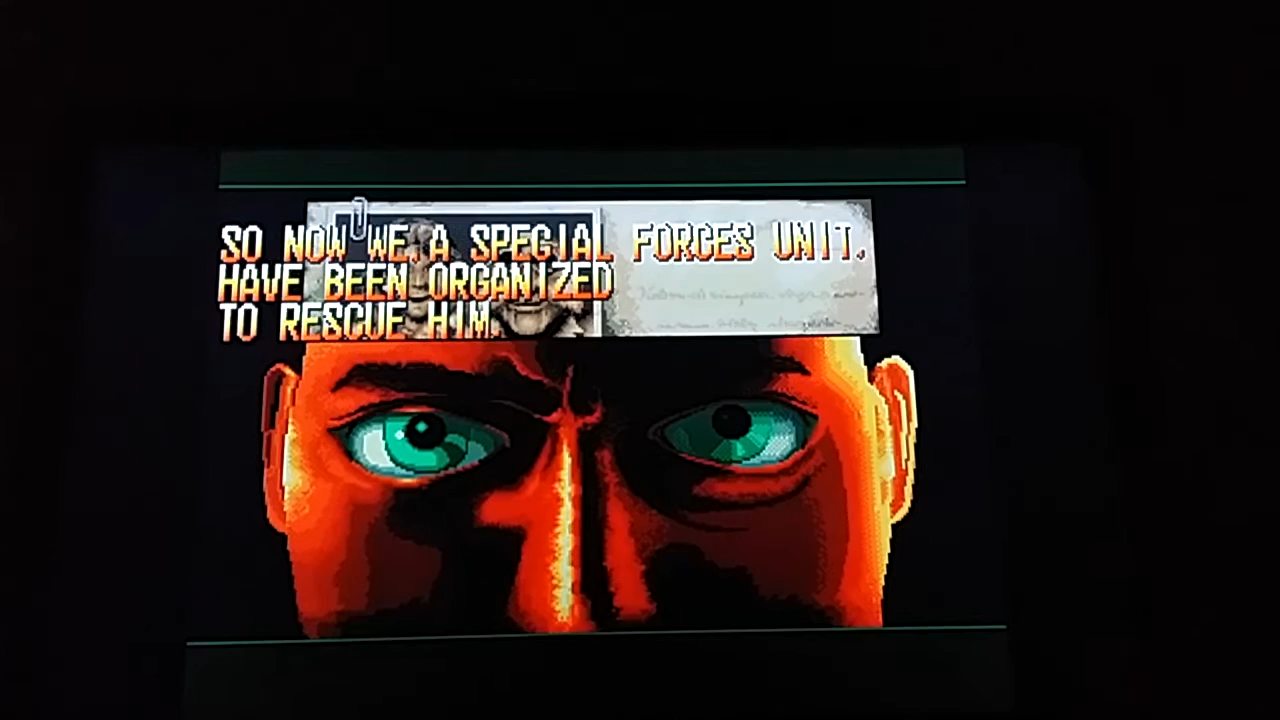 SO NOW WE,A SPECIAL FORCES UNIT,
HAVE BEEN ORGANIZED
TO RESCUE HIM.